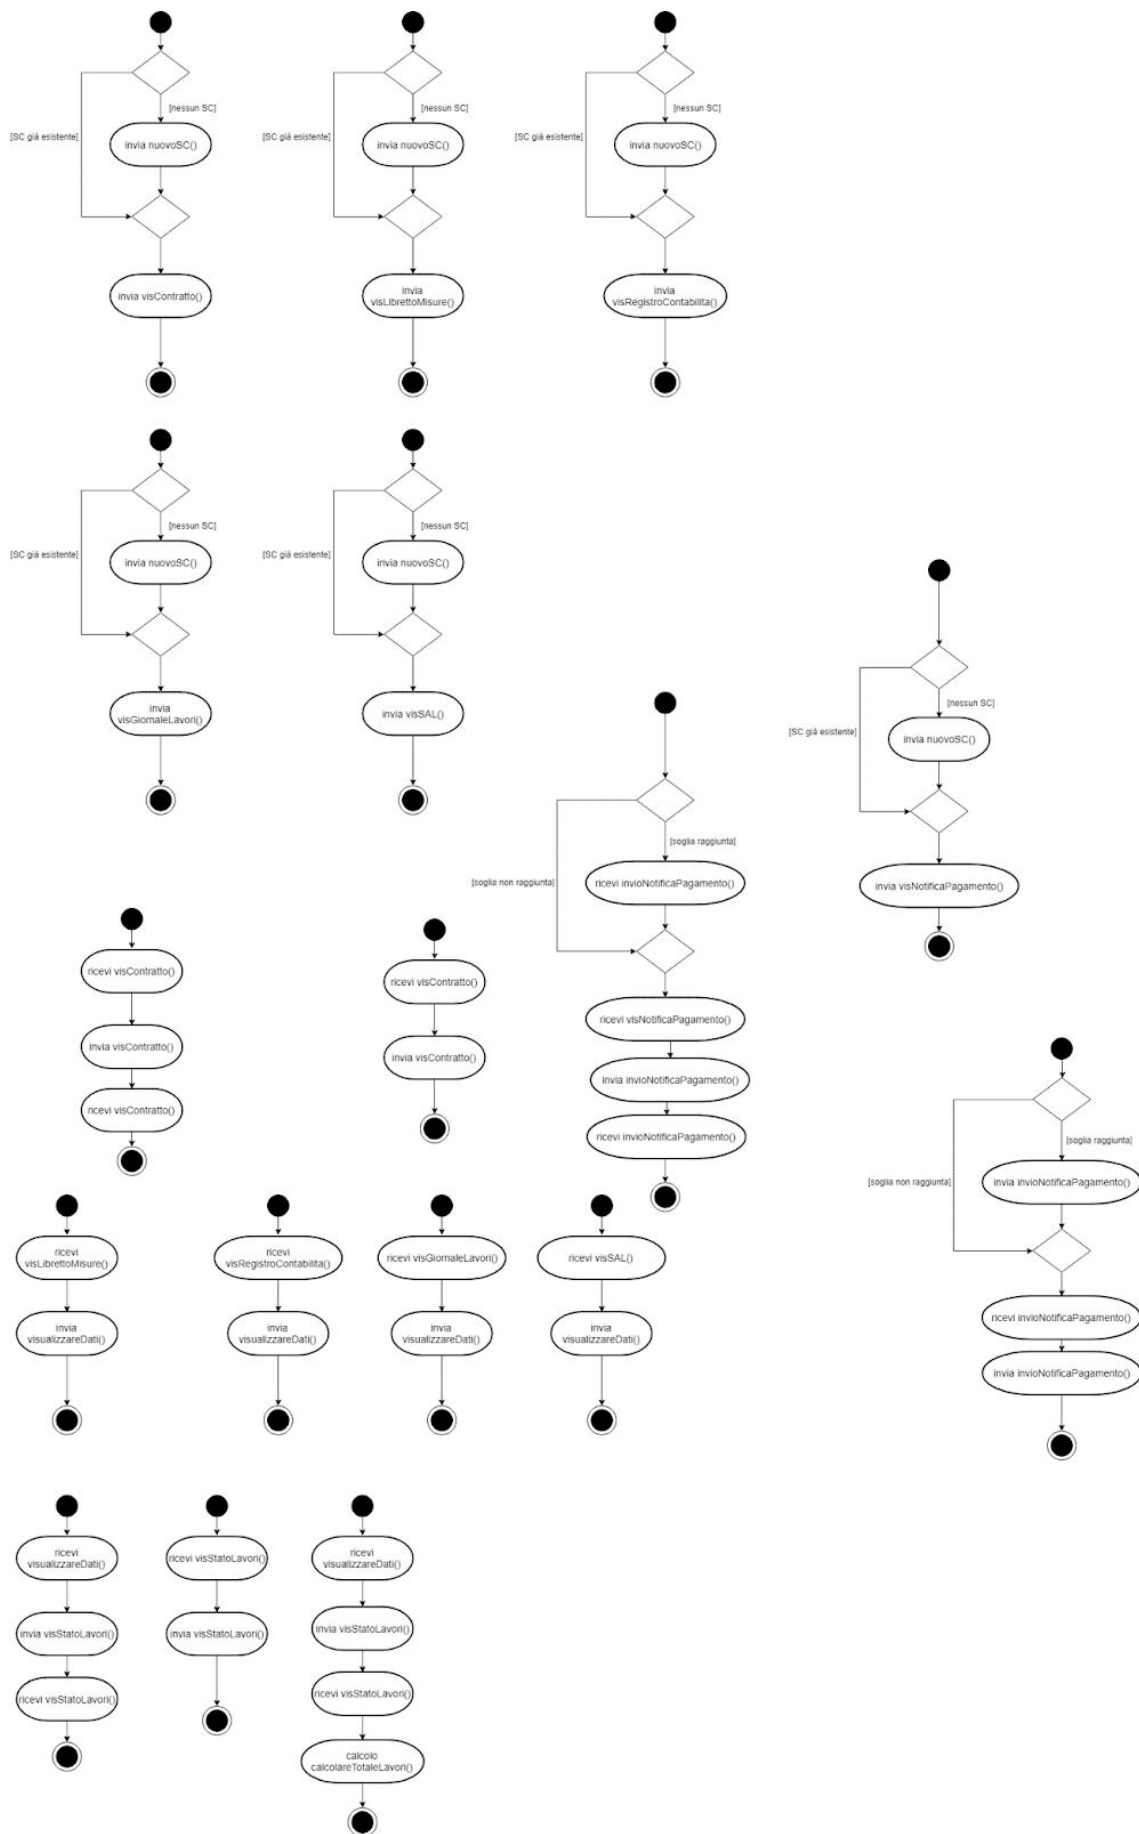 [nessun SC]
[SC giá esistente]
invia nuovoSC()
invia visContratto()
[nessun SC]
[SC giá esistente]
invia nuovoSC()
invia
visLibrettoMisure()
[nessun SC]
[SC giá esistente]
invia nuovoSC()
invia
visRegistroContabilita()
[nessun SC]
[SC giá esistente]
invia nuovoSC()
invia
visGiornaleLavori()
[nessun SC]
[SC giá esistente]
invia nuovoSC()
invia visSAL()
[nessun SC]
[SC giá esistente]
invia nuovoSC()
invia visNotificaPagamento()
[soglia raggiunta]
[soglia non raggiunta]
ricevi invioNotificaPagamento()
ricevi visNotificaPagamento()
invia invioNotificaPagamento()
ricevi invioNotificaPagamento()
ricevi visContratto()
invia visContratto()
ricevi visContratto()
ricevi visContratto()
invia visContratto()
[soglia raggiunta]
[soglia non raggiunta]
invia invioNotificaPagamento()
ricevi invioNotificaPagamento()
invia invioNotificaPagamento()
ricevi
visLibrettoMisure()
invia
visualizzareDati()
ricevi
visRegistroContabilita()
invia
visualizzareDati()
ricevi visGiornaleLavori()
invia
visualizzareDati()
ricevi visSAL()
invia
visualizzareDati()
ricevi
visualizzareDati()
invia visStatoLavori()
ricevi visStatoLavori()
ricevi visStatoLavori()
invia visStatoLavori()
ricevi
visualizzareDati()
invia visStatoLavori()
ricevi visStatoLavori()
calcolo
calcolareTotaleLavori()